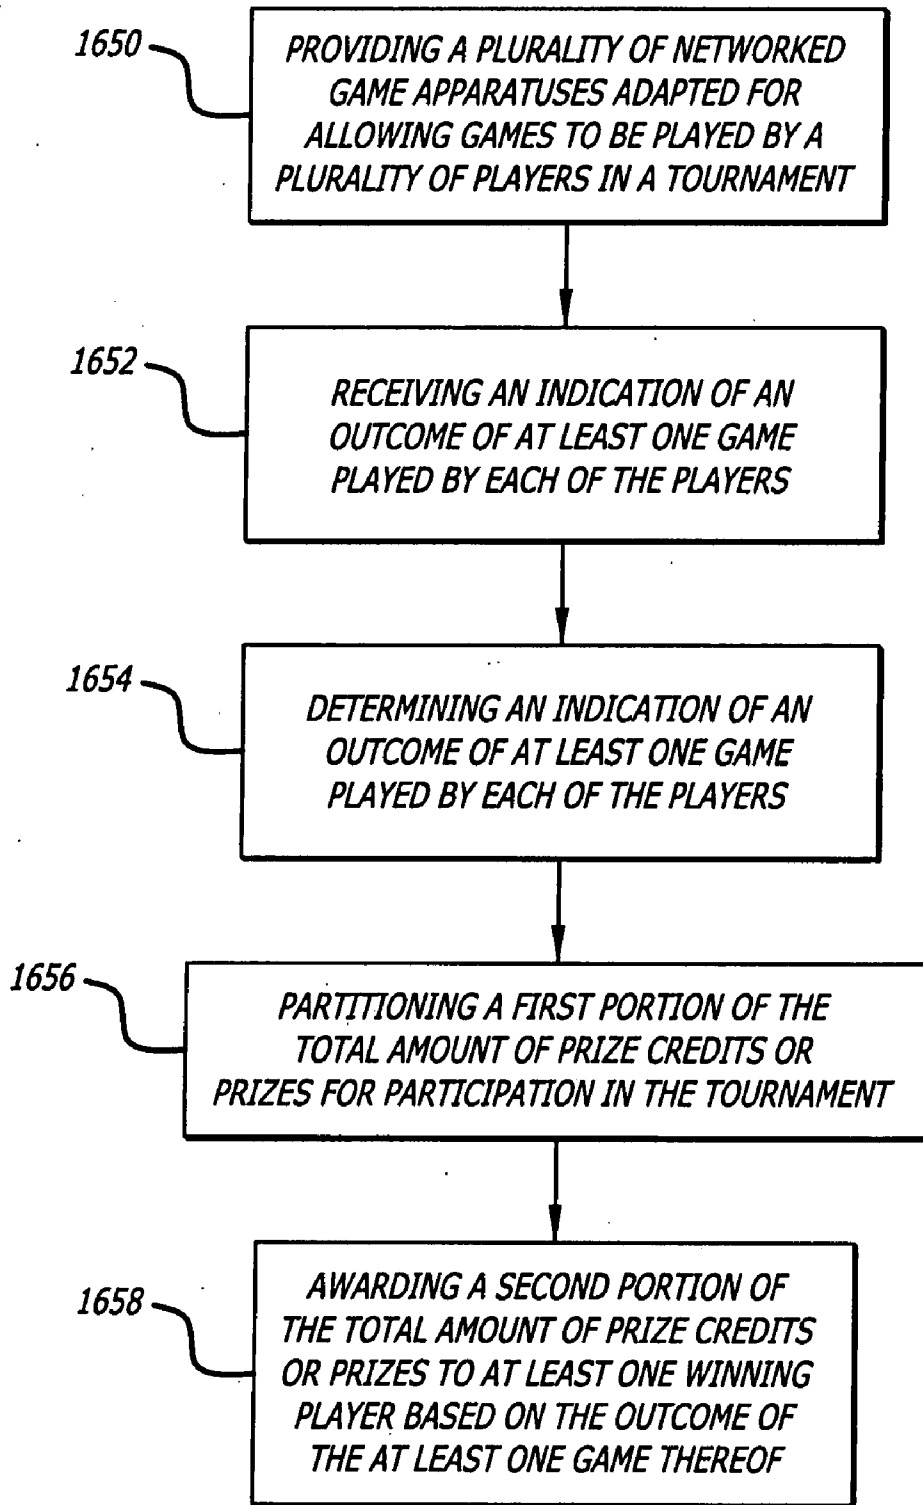 1650
PROVIDING A PLURALITY OF NETWORKED
GAME APPARATUSES ADAPTED FOR
ALLOWING GAMES TO BE PLAYED BY A
PLURALITY OF PLAYERS IN A TOURNAMENT
1652
RECEIVING AN INDICATION OF AN
OUTCOME OF AT LEAST ONE GAME
PLAYED BY EACH OF THE PLAYERS
1654
DETERMINING AN INDICATION OF AN
OUTCOME OF AT LEAST ONE GAME
PLAYED BY EACH OF THE PLAYERS
1656
PARTITIONING A FIRST PORTION OF THE
TOTAL AMOUNT OF PRIZE CREDITS OR
PRIZES FOR PARTICIPATION IN THE TOURNAMENT
1658
AWARDING A SECOND PORTION OF
THE TOTAL AMOUNT OF PRIZE CREDITS
OR PRIZES TO AT LEAST ONE WINNING
PLAYER BASED ON THE OUTCOME OF
THE AT LEAST ONE GAME THEREOF